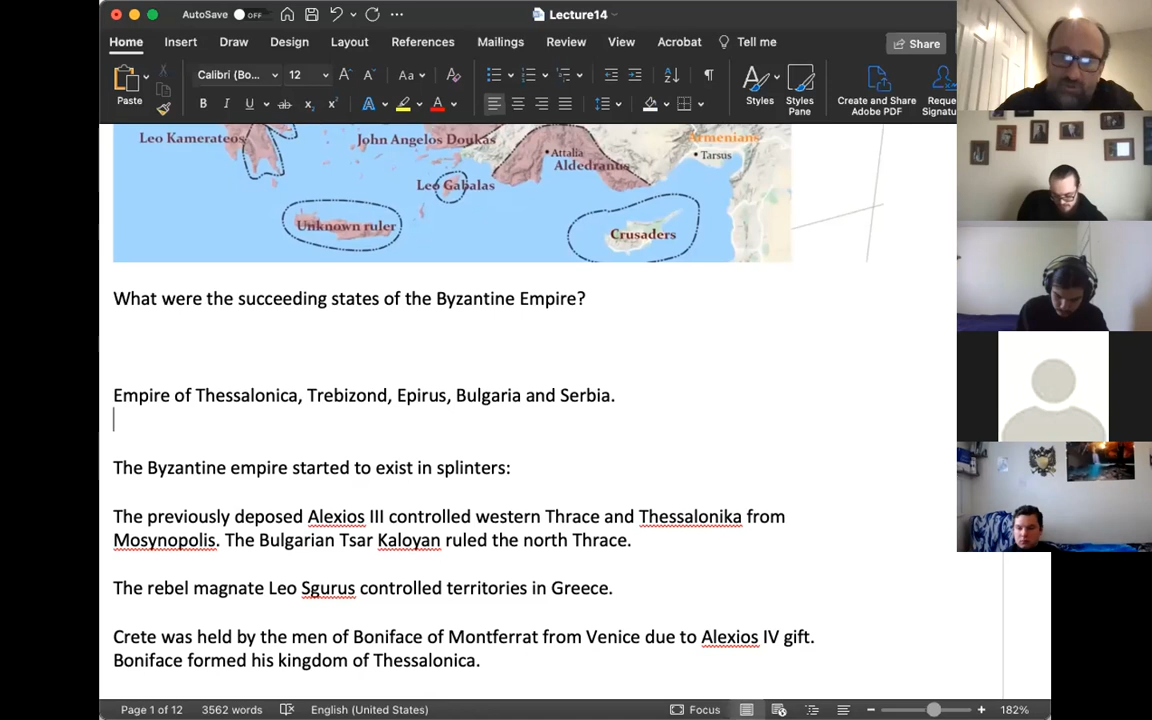 AutoSave OFF
Lecture14
Home Insert Draw Design Layout References Mailings Review View Acrobat Tell me Share
Paste
Calibri (Bo... 12
Aa
Styles
Styles Pane
Create and Share Adobe PDF
Reque
Signatu
Leo Kamerateos
John Angelos Doukas
Armenians
Attalia
Tarsus
Aldedrantus
Leo Gabalas
Unknown ruler
Crusaders
What were the succeeding states of the Byzantine Empire?
Empire of Thessalonica, Trebizond, Epirus, Bulgaria and Serbia.
The Byzantine empire started to exist in splinters:
The previously deposed Alexios III controlled western Thrace and Thessalonika from
Mosynopolis. The Bulgarian Tsar Kaloyan ruled the north Thrace.
The rebel magnate Leo Sgurus controlled territories in Greece.
Crete was held by the men of Boniface of Montferrat from Venice due to Alexios IV gift.
Boniface formed his kingdom of Thessalonica.
Page 1 of 12 3562 words English (United States) Focus 182%